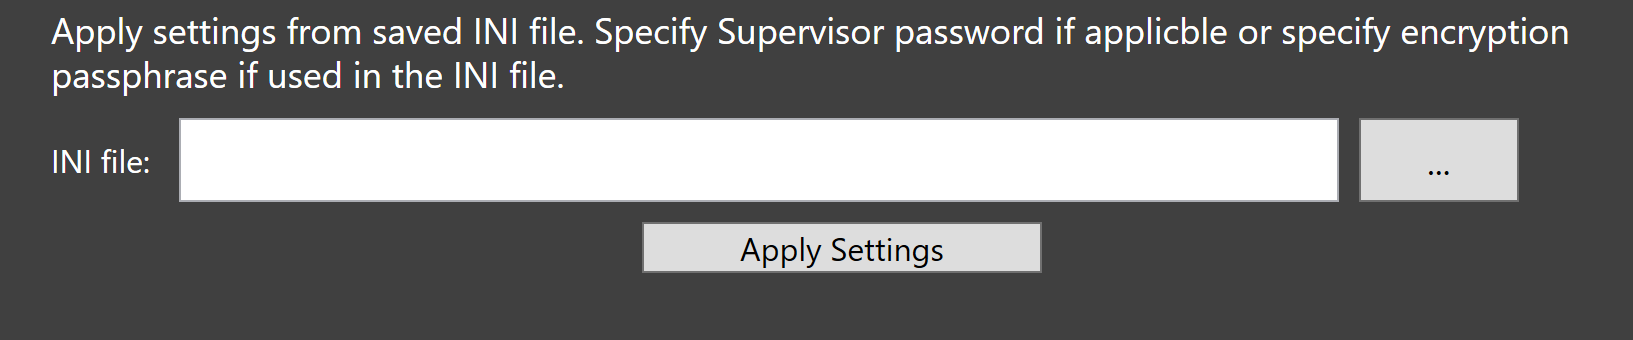 Apply settings from saved INI file. Specify Supervisor password if applicble or specify encryption
passphrase if used in the INI file.
INI file:
...
Apply Settings